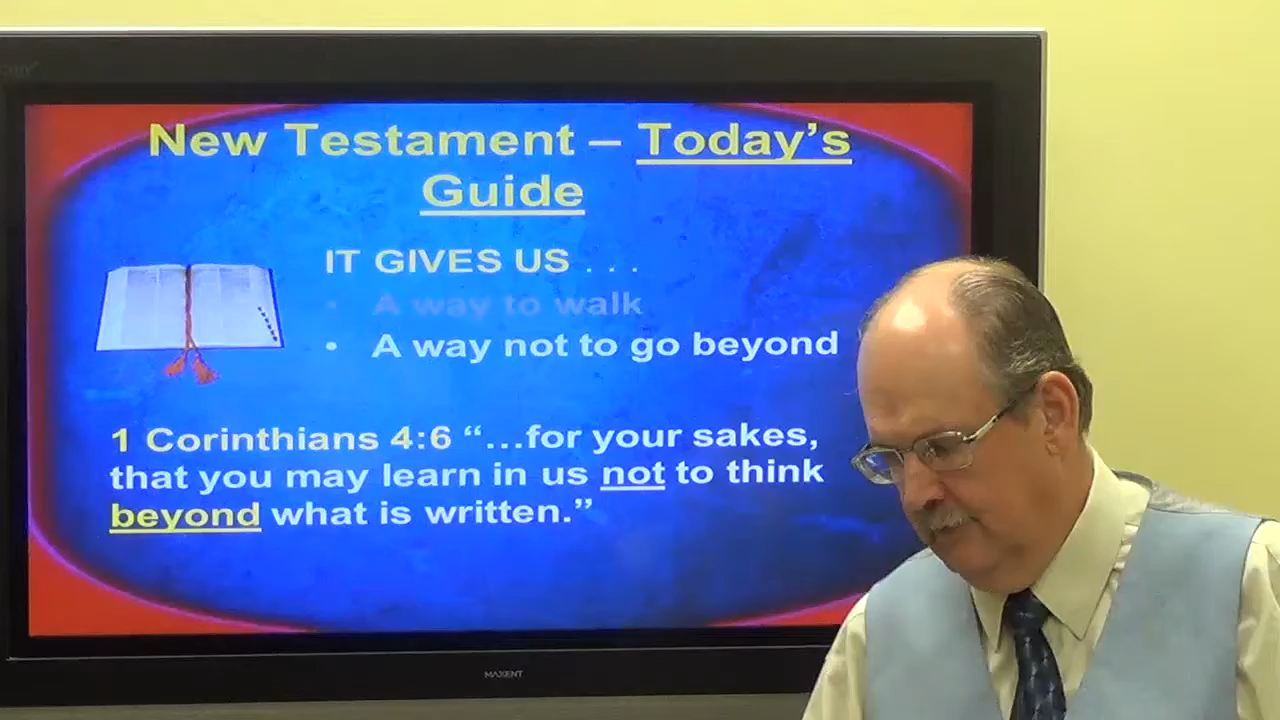 New Testament – Today's
Guide
IT GIVES US . . .
• A way to walk
• A way not to go beyond
1 Corinthians 4:6 “…for your sakes,
that you may learn in us not to think
beyond what is written.”
MAXENT